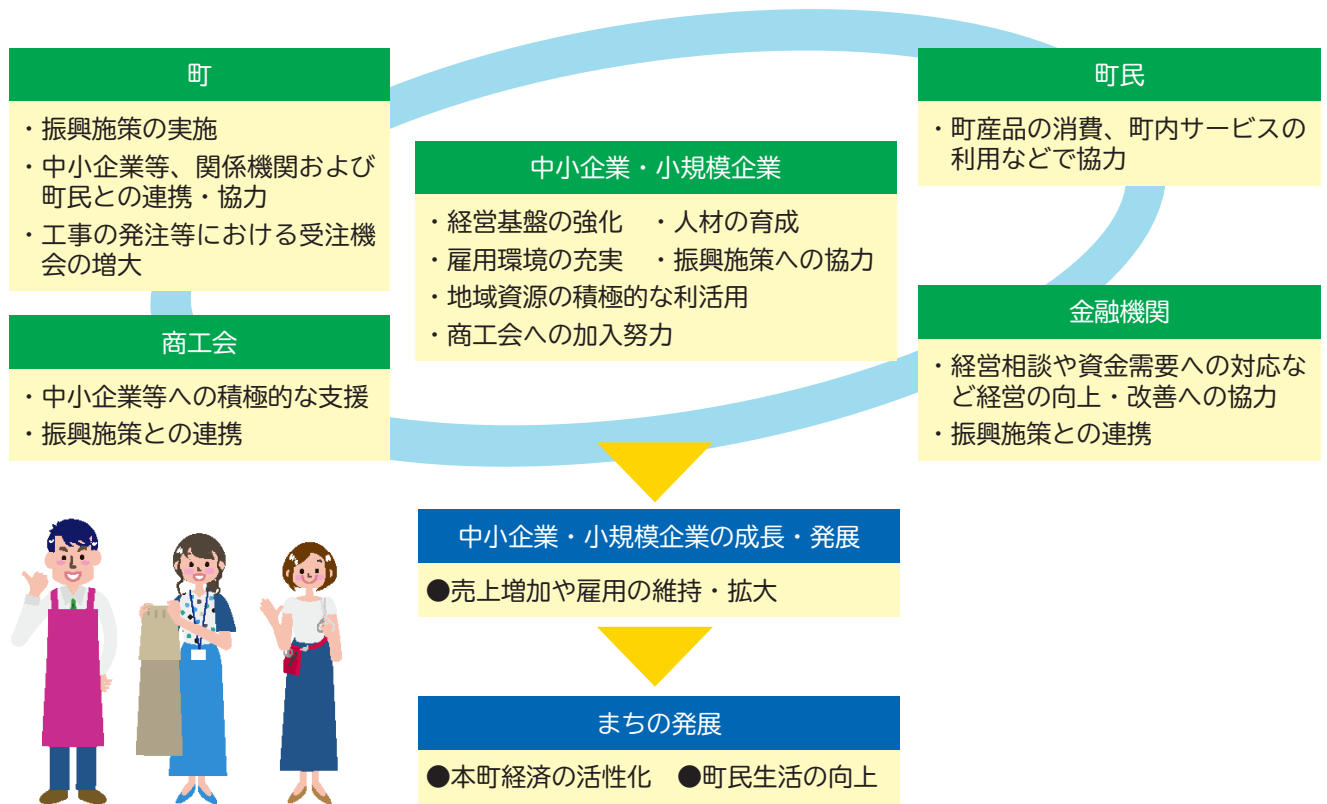 町
・振興施策の実施
・中小企業等、関係機関および
町民との連携・協力
・工事の発注等における受注機
会の増大
商工会
・中小企業等への積極的な支援
・振興施策との連携
中小企業・小規模企業
・経営基盤の強化　・人材の育成
・雇用環境の充実　・振興施策への協力
・地域資源の積極的な利活用
・商工会への加入努力
町民
・町産品の消費、町内サービスの
利用などで協力
金融機関
・経営相談や資金需要への対応な
ど経営の向上・改善への協力
・振興施策との連携
中小企業・小規模企業の成長・発展
●売上増加や雇用の維持・拡大
まちの発展
●本町経済の活性化　●町民生活の向上